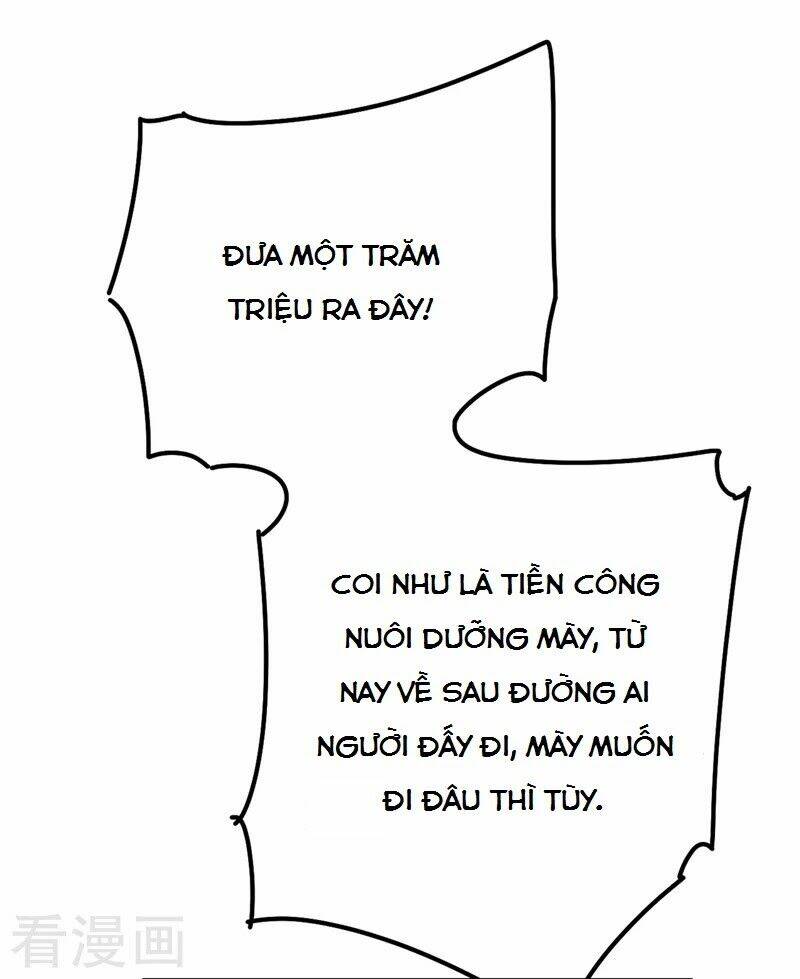 ĐƯA MỘT TRĂM
TRIỆU RA ĐÂY!
COI NHƯ LÀ TIỀN CÔNG
NUÔI DƯỠNG MÀY, TỪ
NAY VỀ SAU ĐƯỜNG AI
NGƯỜI ĐẤY ĐI, MÀY MUỐN
ĐI ĐÂU THÌ TÙY.
看漫画